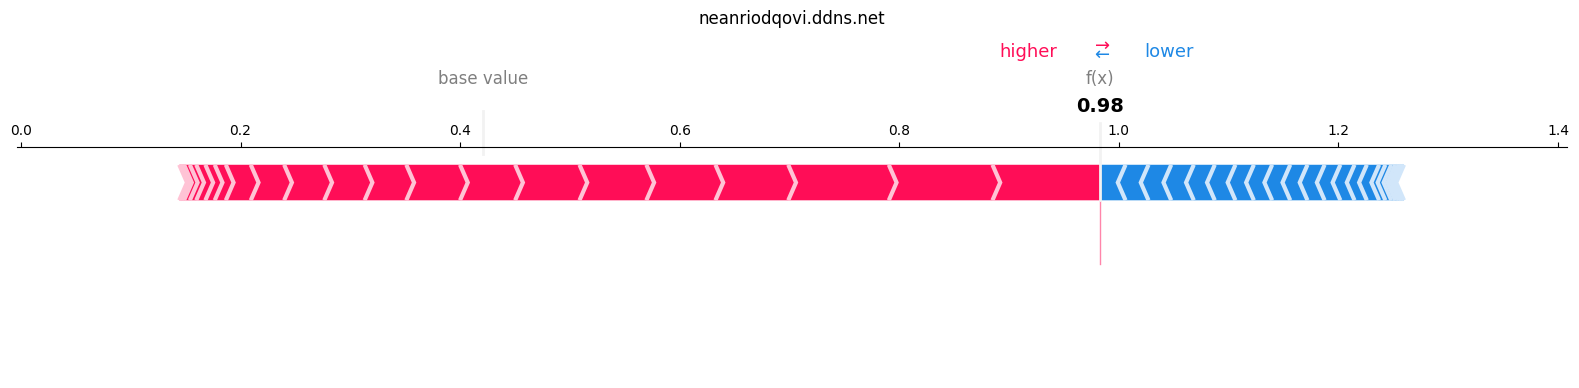 neanriodqovi.ddns.net
higher ⇄ lower
base value f(x)
0.98
0.0 0.2 0.4 0.6 0.8 1.0 1.2 1.4